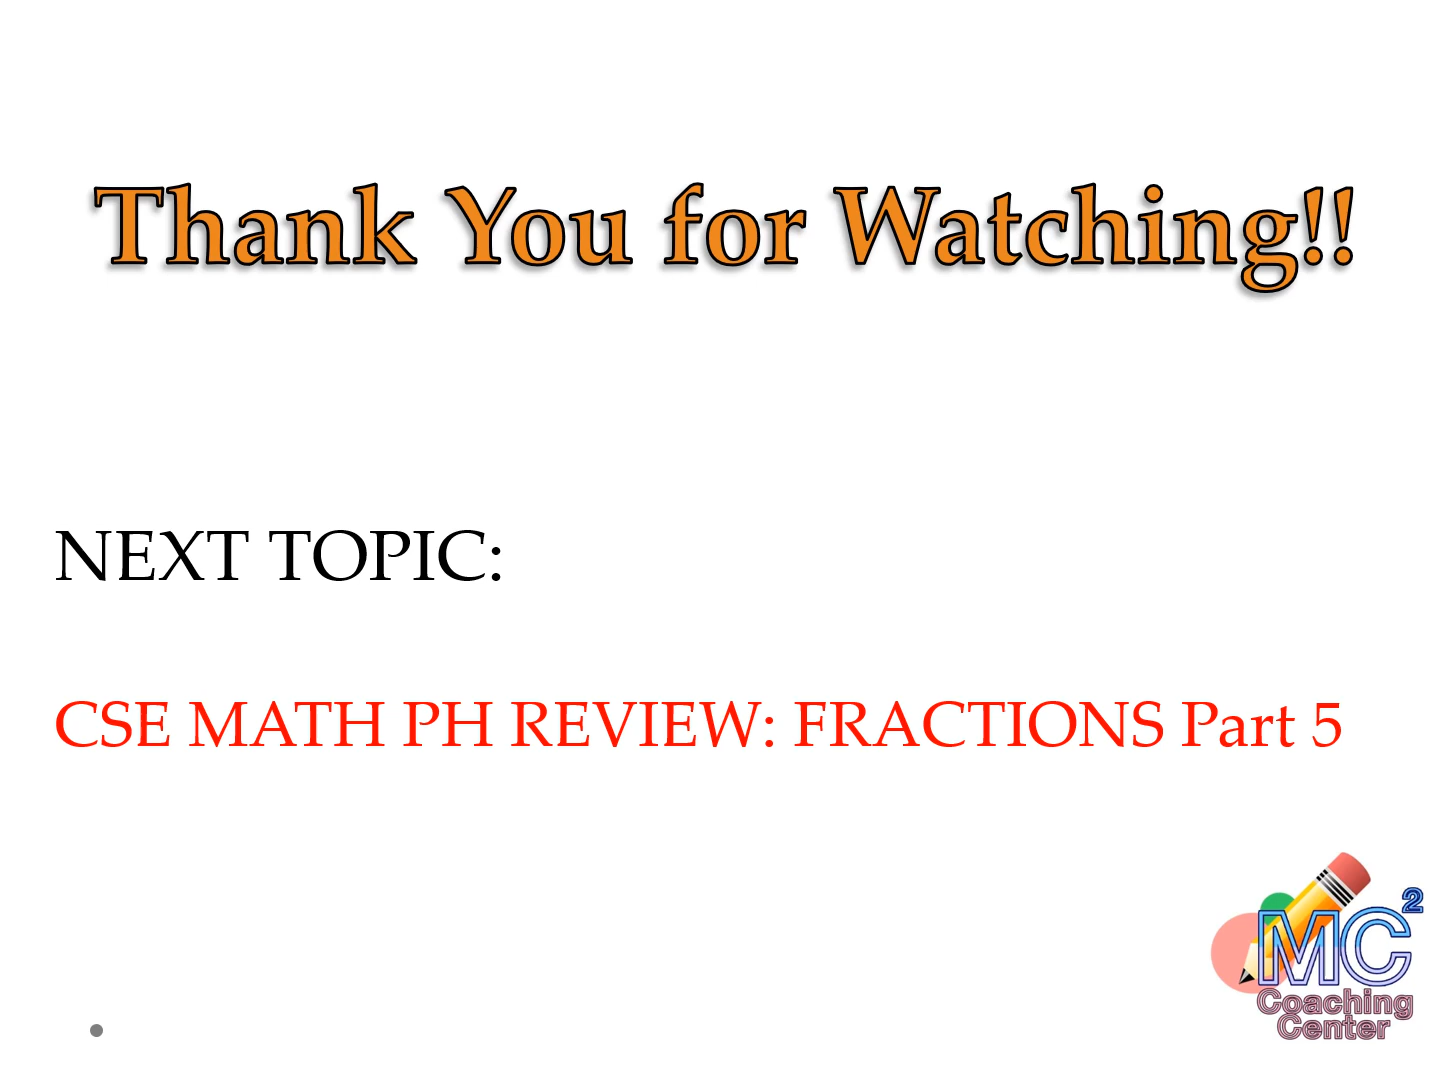 Thank You for Watching!!
NEXT TOPIC:
CSE MATH PH REVIEW: FRACTIONS Part 5
MC²
Coaching
Center